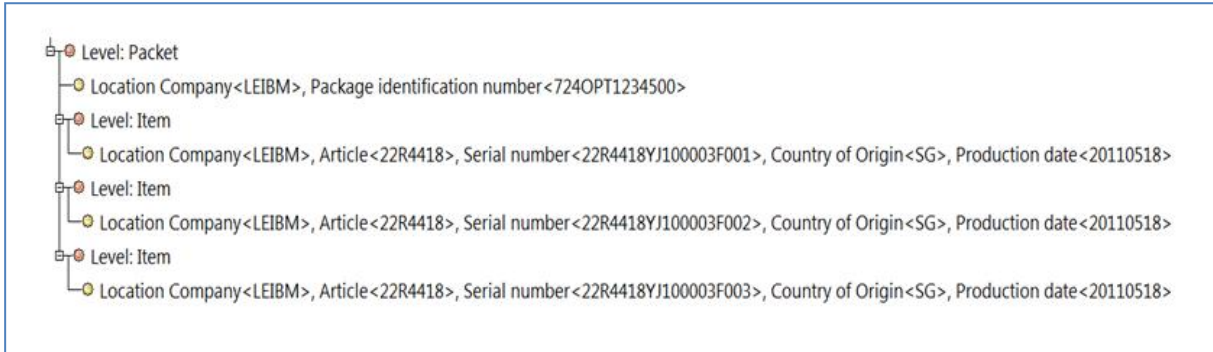 Level: Packet
Location Company<LEIBM>, Package identification number<724OPT1234500>
Level: Item
Location Company<LEIBM>, Article<22R4418>, Serial number<22R4418YJ100003F001>, Country of Origin<SG>, Production date<20110518>
Level: Item
Location Company<LEIBM>, Article<22R4418>, Serial number<22R4418YJ100003F002>, Country of Origin<SG>, Production date<20110518>
Level: Item
Location Company<LEIBM>, Article<22R4418>, Serial number<22R4418YJ100003F003>, Country of Origin<SG>, Production date<20110518>